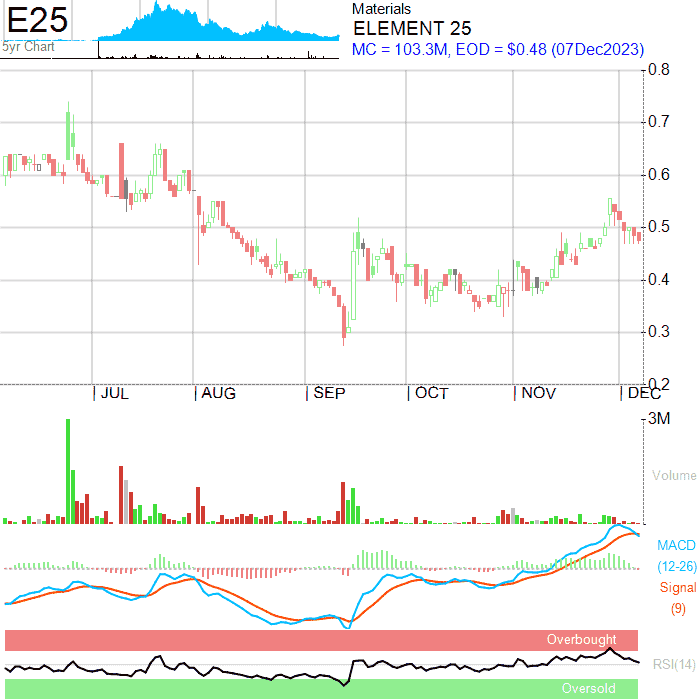 E25
5yr Chart
Materials
ELEMENT 25
MC = 103.3M, EOD = $0.48 (07Dec2023)
0.8
0.7
0.6
0.5
0.4
0.3
0.2
JUL AUG SEP OCT NOV DEC
3M
Volume
MACD
(12-26)
Signal
(9)
Overbought
RSI(14)
Oversold